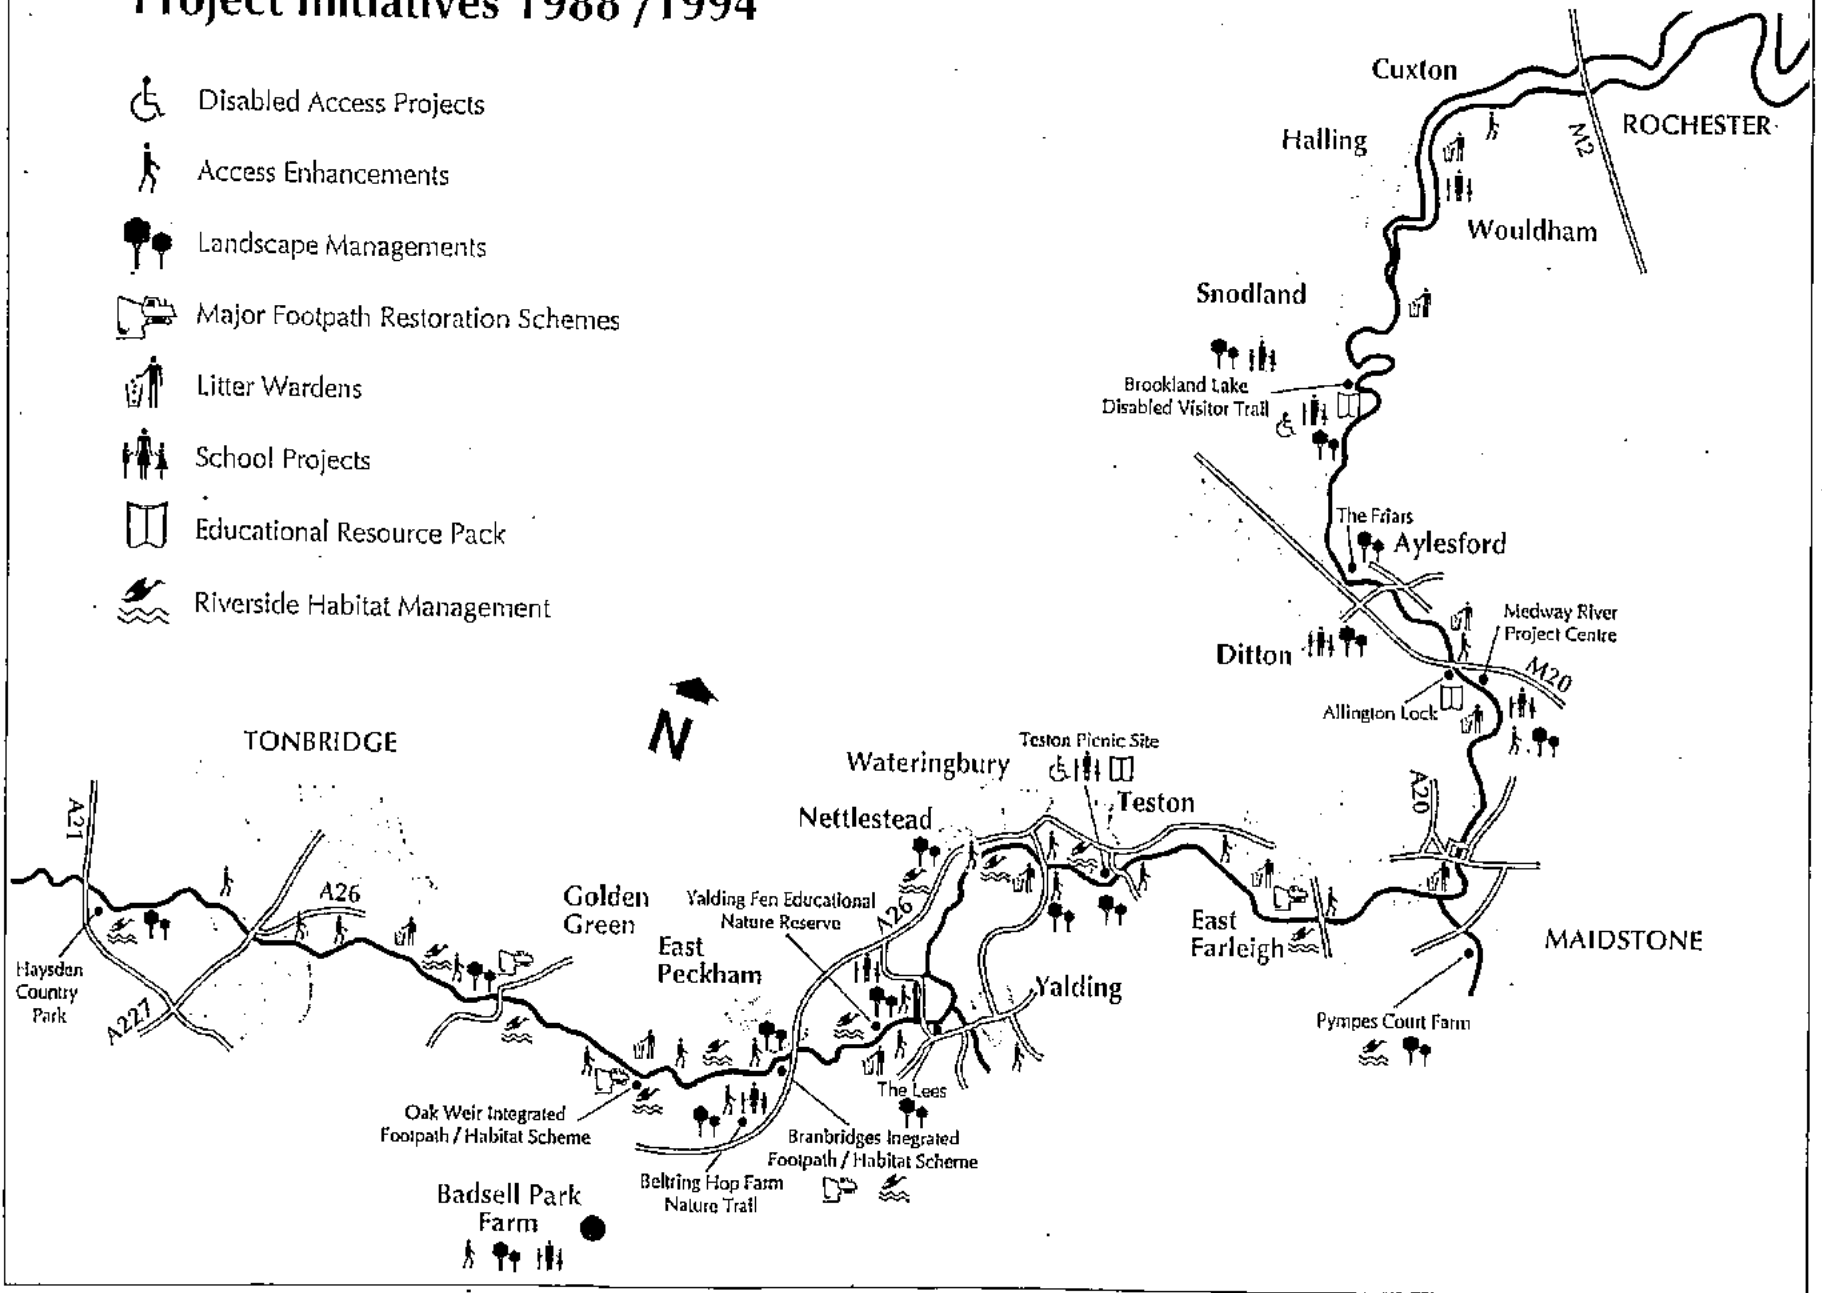 Project Initiatives 1988 /1994
Disabled Access Projects
Access Enhancements
Landscape Managements
Major Footpath Restoration Schemes
Litter Wardens
School Projects
Educational Resource Pack
Riverside Habitat Management
Cuxton
Halling
ROCHESTER
M2
Wouldham
Snodland
Brookland Lake
Disabled Visitor Trail
The Friars
Aylesford
Medway River
Project Centre
Ditton
M20
Allington Lock
N
TONBRIDGE
A21
A26
A227
Haysden
Country
Park
Golden
Green
East
Peckham
Yalding Fen Educational
Nature Reserve
A26
Nettlestead
Wateringbury
Teston Picnic Site
Teston
A20
East
Farleigh
MAIDSTONE
Yalding
Pympes Court Farm
The Lees
Oak Weir Integrated
Footpath / Habitat Scheme
Branbridges Inegrated
Footpath / Habitat Scheme
Beltring Hop Farm
Nature Trail
Badsell Park
Farm